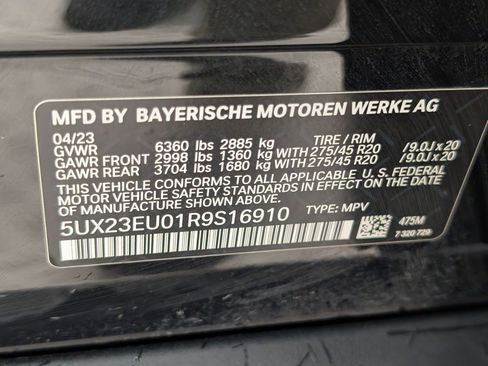 MFD BY BAYERISCHE MOTOREN WERKE AG
04/23 TIRE / RIM
GVWR 6360 lbs 2885 kg
GAWR FRONT 2998 lbs 1360 kg WITH 275/45 R20 /9.0J x 20
GAWR REAR 3704 lbs 1680 kg WITH 275/45 R20 /9.0J x 20
THIS VEHICLE CONFORMS TO ALL APPLICABLE U. S. FEDERAL
MOTOR VEHICLE SAFETY STANDARDS IN EFFECT ON THE DATE OF
MANUFACTURE SHOWN ABOVE.
5UX23EU01R9S16910 TYPE: MPV
475M
7 320 729